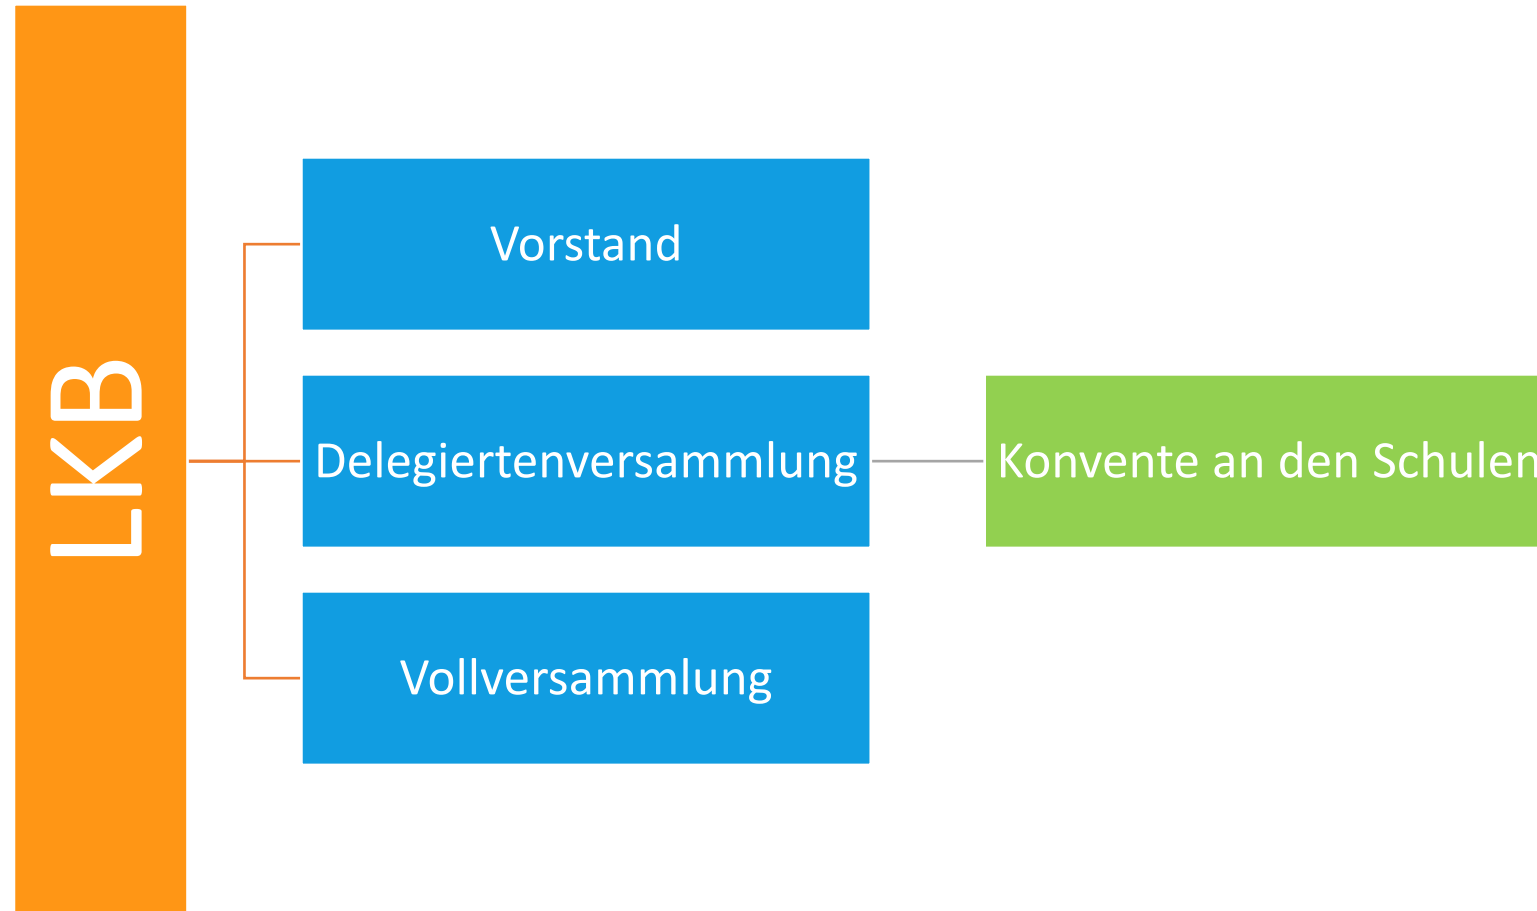 LKB
Vorstand
Delegiertenversammlung
Konvente an den Schulen
Vollversammlung